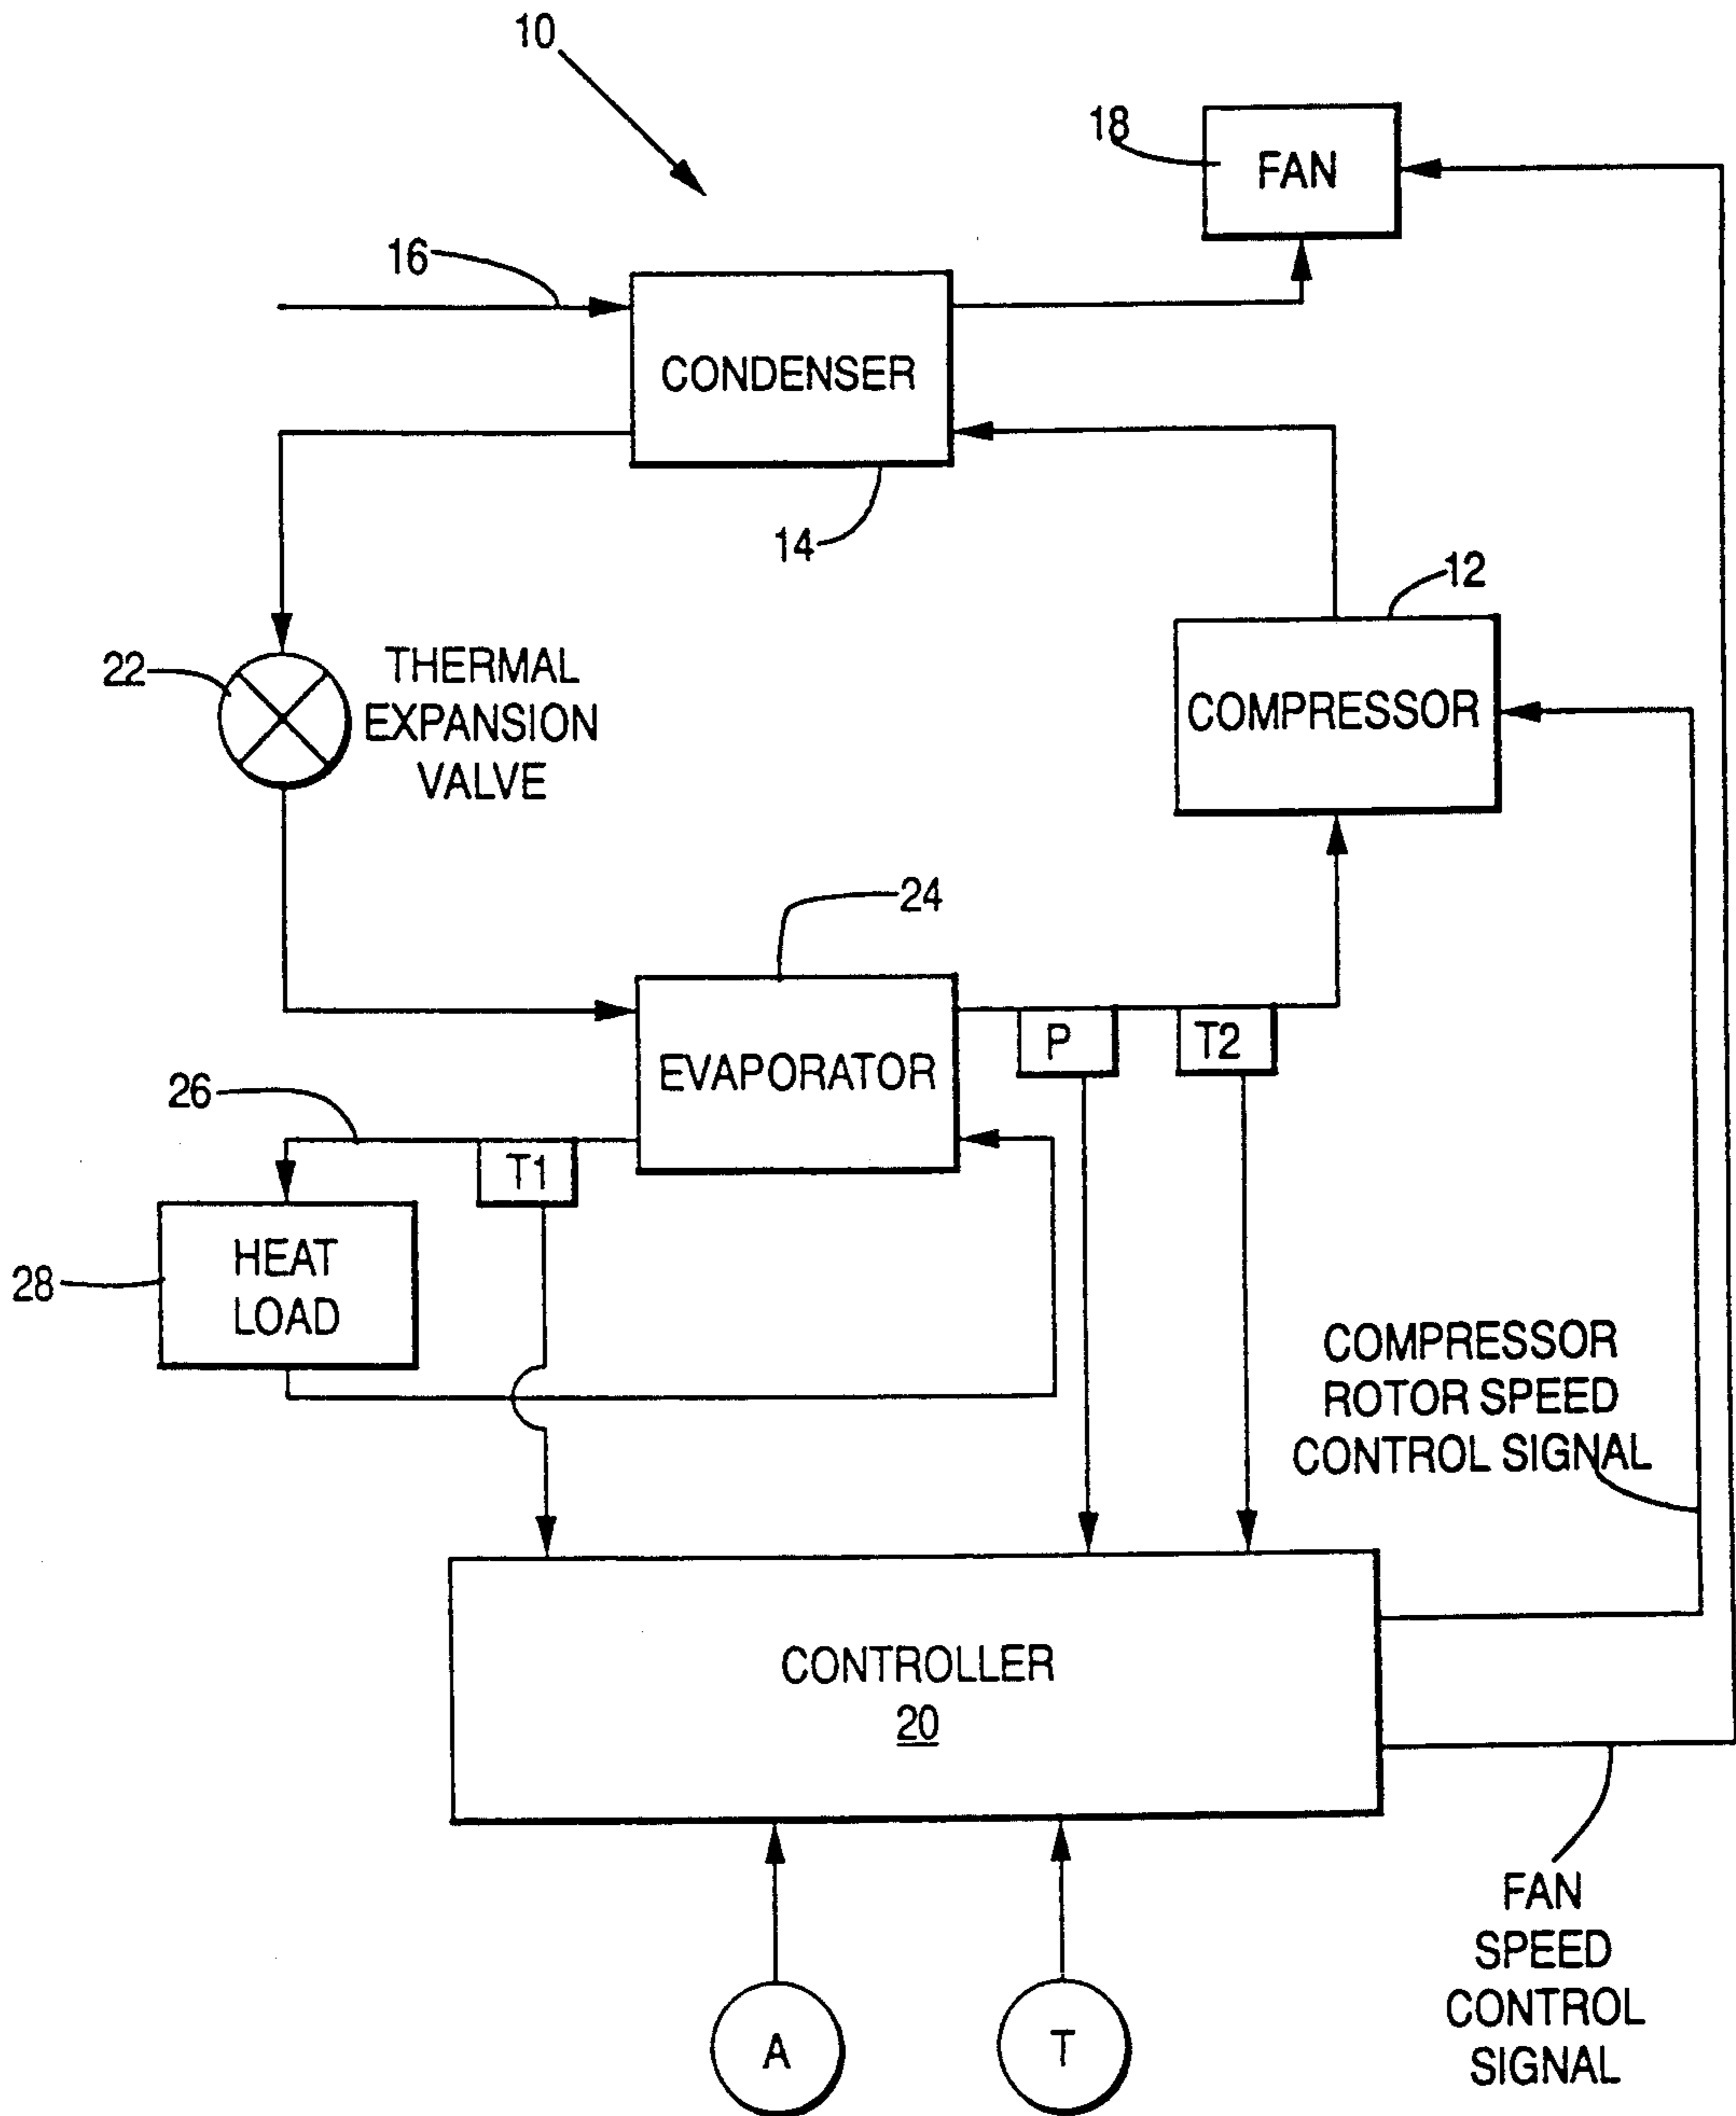 10
18
FAN
16
CONDENSER
14
12
22
THERMAL
EXPANSION
VALVE
COMPRESSOR
24
EVAPORATOR
P
T2
26
T1
28
HEAT
LOAD
COMPRESSOR
ROTOR SPEED
CONTROL SIGNAL
CONTROLLER
20
FAN
SPEED
CONTROL
SIGNAL
A
T